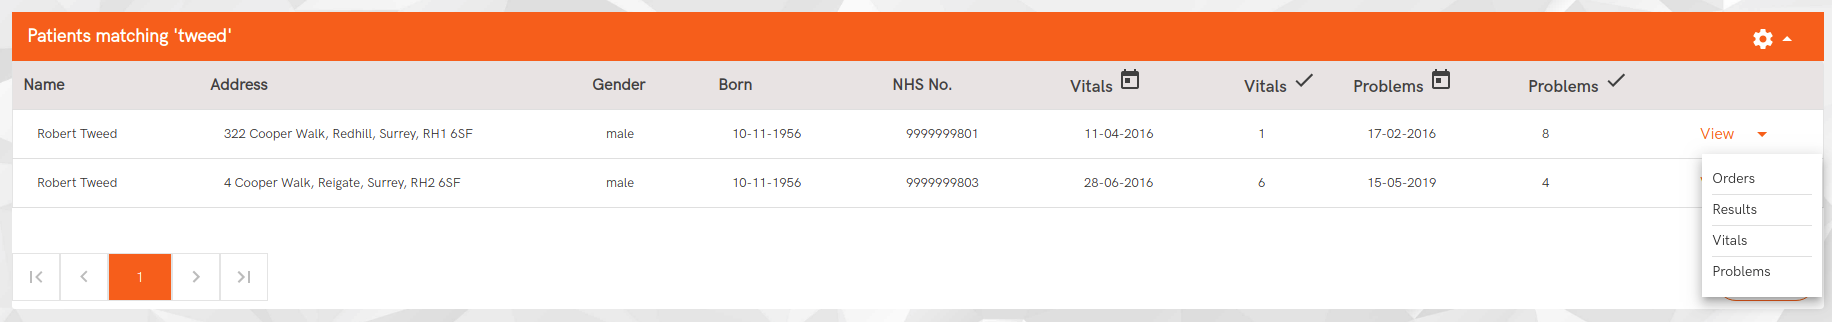 Patients matching 'tweed'
Name Address Gender Born NHS No. Vitals Vitals Problems Problems
Robert Tweed 322 Cooper Walk, Redhill, Surrey, RH1 6SF male 10-11-1956 9999999801 11-04-2016 1 17-02-2016 8 View
Robert Tweed 4 Cooper Walk, Reigate, Surrey, RH2 6SF male 10-11-1956 9999999803 28-06-2016 6 15-05-2019 4
Orders
Results
Vitals
Problems
1